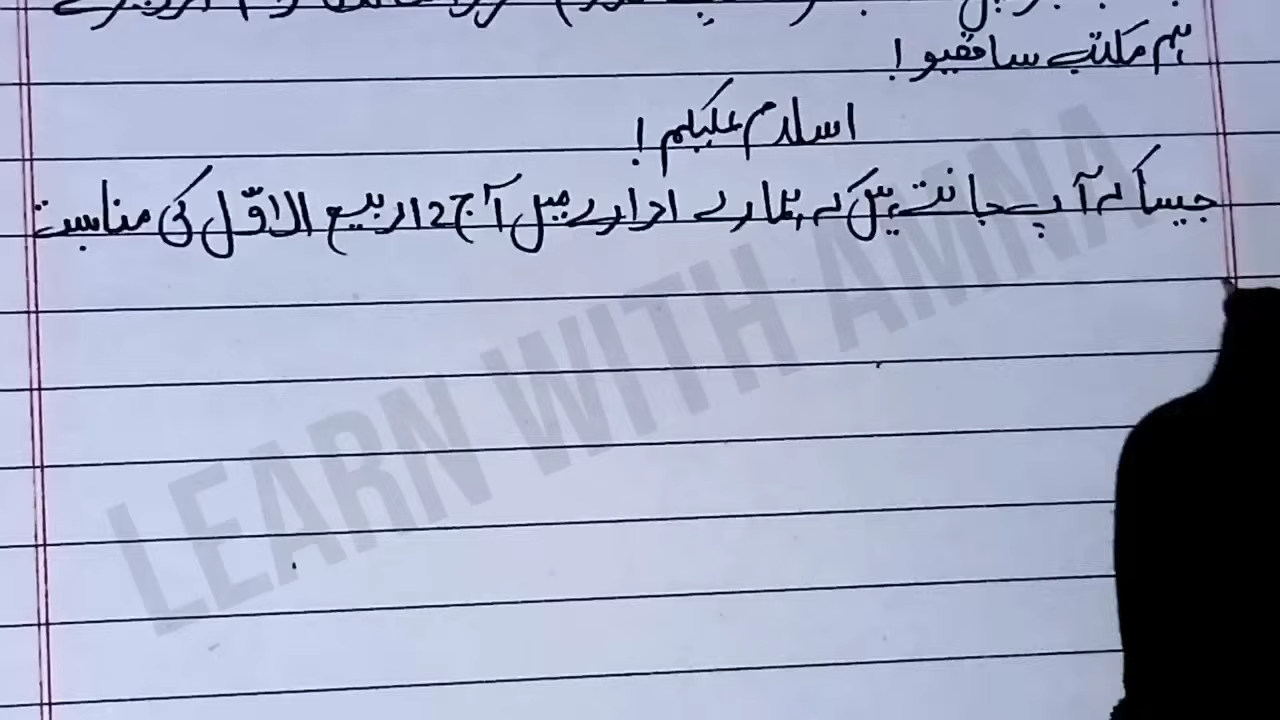 ہم مکتب ساتھیو!
اسلام علیکم!
جیسا کہ آپ جانتے ہیں کہ ہمارے ادارے میں آج 12 ربیع الاوّل کی مناسبت
LEARN WITH AMNA